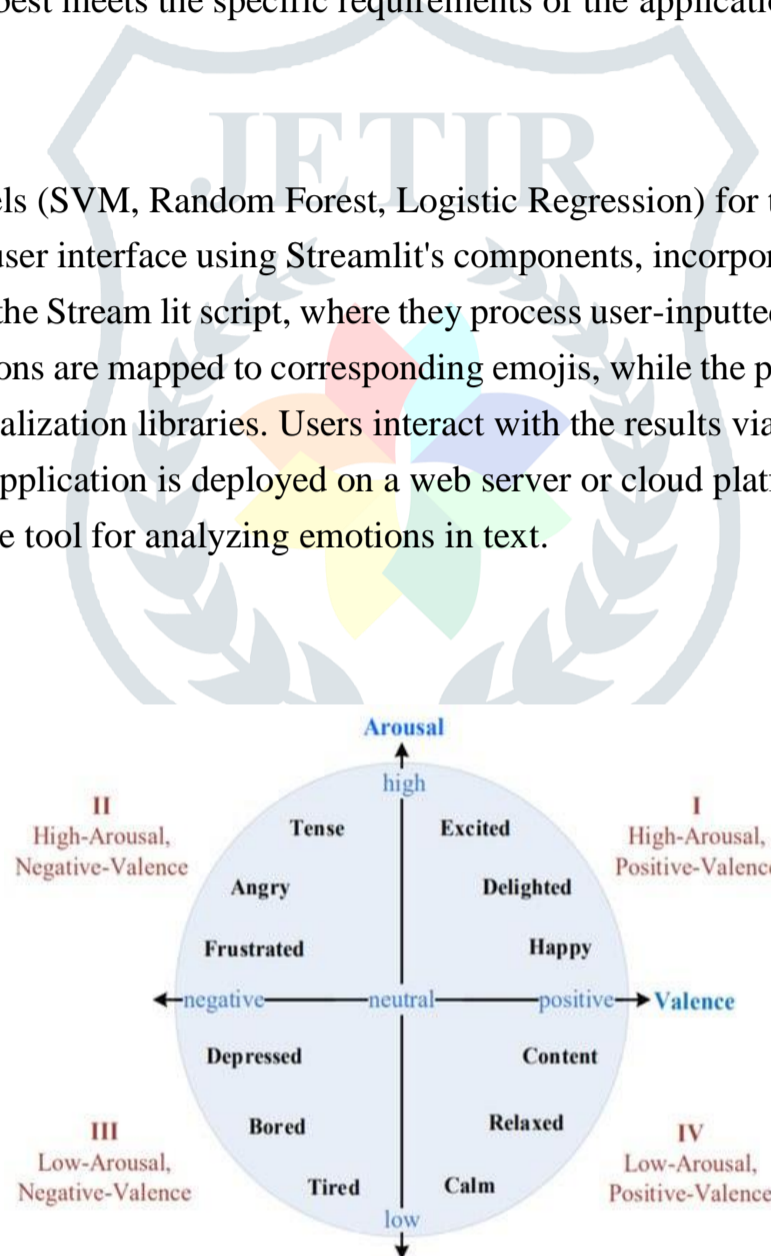 best meets the specific requirements of the applicatio
JETIR
els (SVM, Random Forest, Logistic Regression) for t
user interface using Streamlit's components, incorpor
the Stream lit script, where they process user-inputted
ons are mapped to corresponding emojis, while the p
alization libraries. Users interact with the results via
pplication is deployed on a web server or cloud plat
e tool for analyzing emotions in text.
Arousal
high
II
High-Arousal,
Negative-Valence
I
High-Arousal,
Positive-Valence
Tense
Excited
Angry
Delighted
Frustrated
Happy
negative
neutral
positive
Valence
Depressed
Content
Bored
Relaxed
Tired
Calm
III
Low-Arousal,
Negative-Valence
IV
Low-Arousal,
Positive-Valence
low